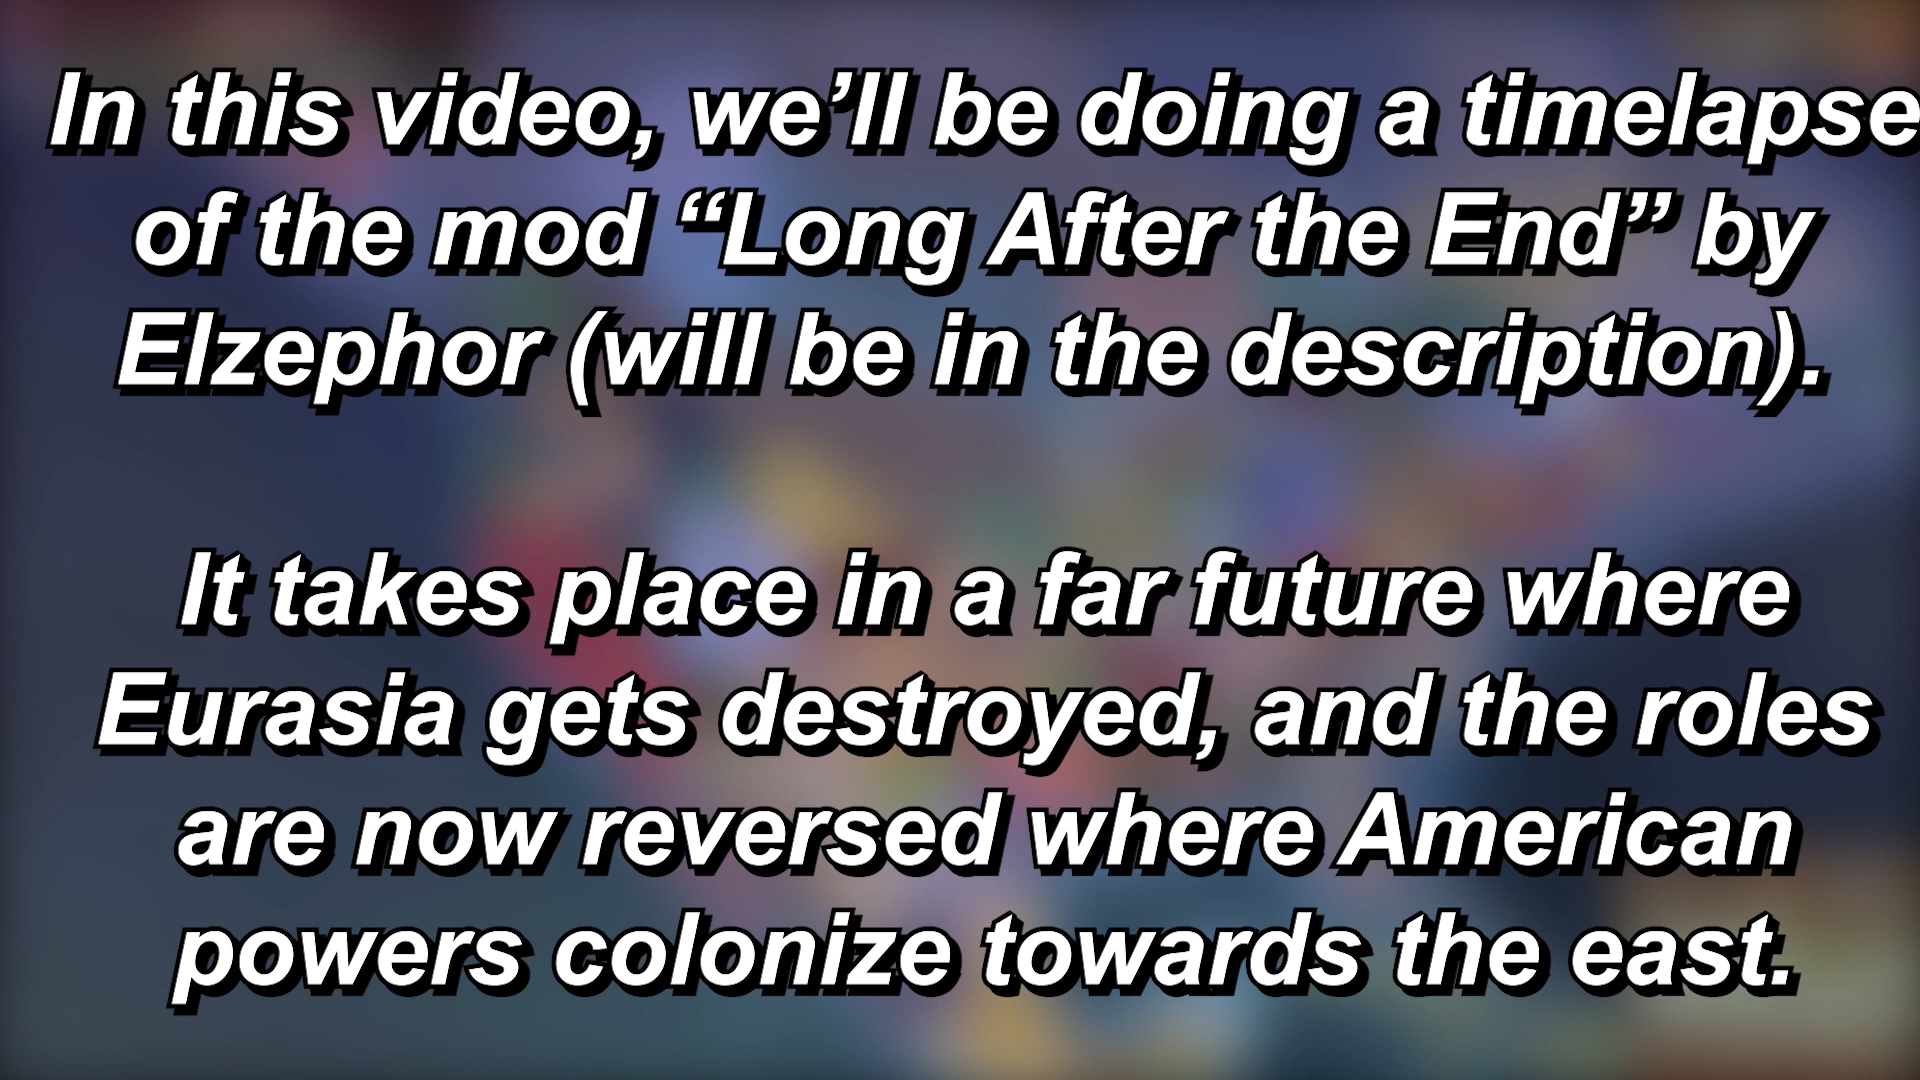 In this video, we’ll be doing a timelapse
of the mod “Long After the End” by
Elzephor (will be in the description).
It takes place in a far future where
Eurasia gets destroyed, and the roles
are now reversed where American
powers colonize towards the east.